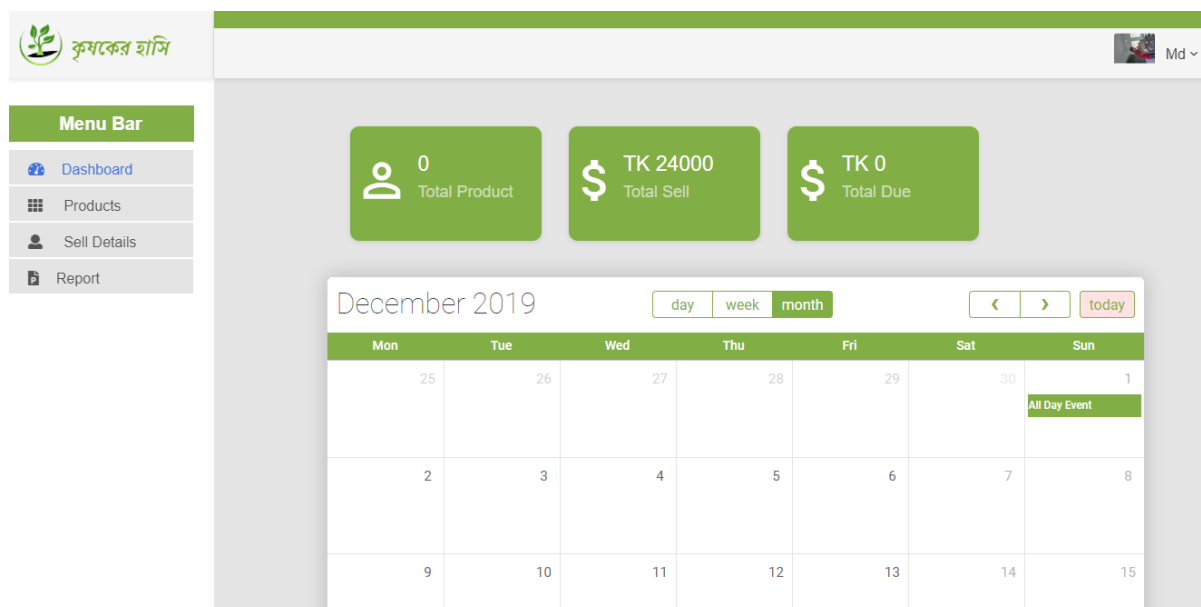 কৃষকের হাসি
Md
Menu Bar
Dashboard
Products
Sell Details
Report
0
Total Product
TK 24000
Total Sell
TK 0
Total Due
December 2019
day week month
today
Mon Tue Wed Thu Fri Sat Sun
25 26 27 28 29 30 1
All Day Event
2 3 4 5 6 7 8
9 10 11 12 13 14 15